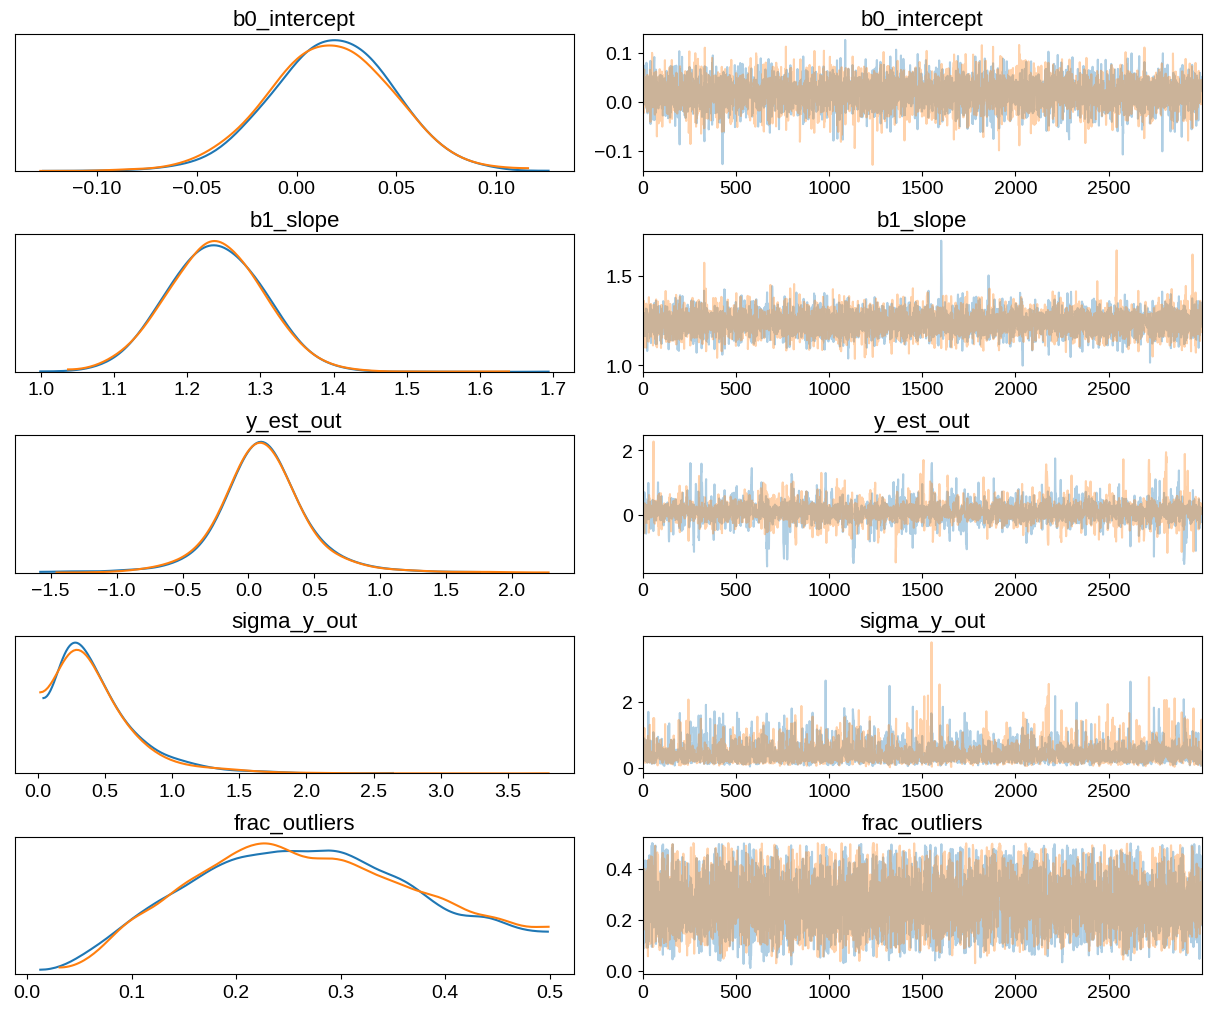 b0_intercept b0_intercept
0.1
0.0
−0.1
−0.10 −0.05 0.00 0.05 0.10 0 500 1000 1500 2000 2500
b1_slope b1_slope
1.5
1.0
1.0 1.1 1.2 1.3 1.4 1.5 1.6 1.7 0 500 1000 1500 2000 2500
y_est_out y_est_out
2
0
−1.5 −1.0 −0.5 0.0 0.5 1.0 1.5 2.0 0 500 1000 1500 2000 2500
sigma_y_out sigma_y_out
2
0
0.0 0.5 1.0 1.5 2.0 2.5 3.0 3.5 0 500 1000 1500 2000 2500
frac_outliers frac_outliers
0.4
0.2
0.0
0.0 0.1 0.2 0.3 0.4 0.5 0 500 1000 1500 2000 2500